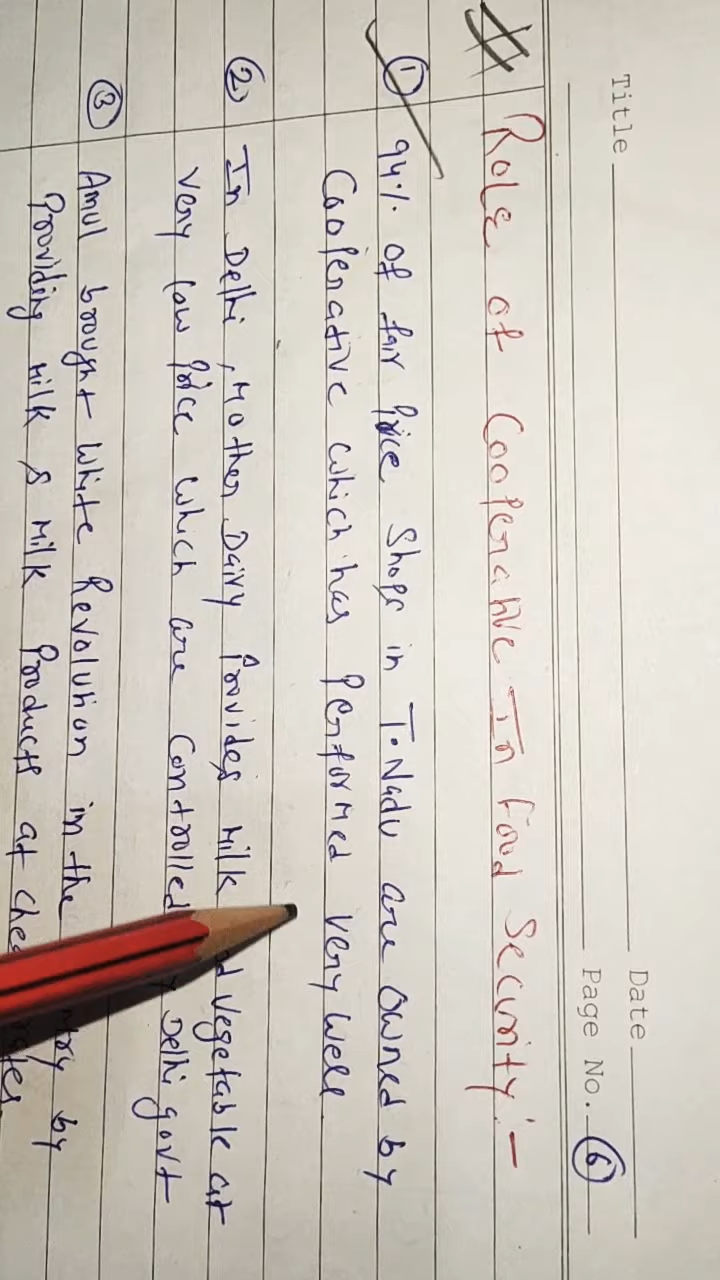 Title Date
Page No. 6
# Role of Cooperative In Food Security :-
① 94% of fair Price Shops in T.Nadu are owned by
Cooperative which has Performed very well
② In Delhi, Mother Dairy Provides Milk Vegetable at
very low Price which are Controlled Delhi govt
③ Amul brought White Revolution in the by
Providing Milk & Milk Products at